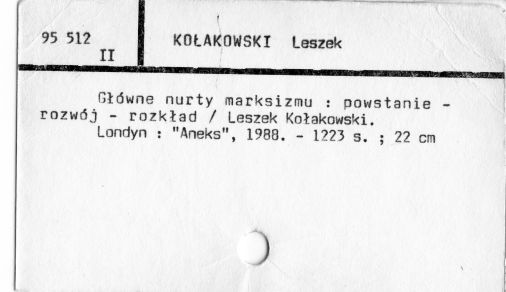 95 512 KOŁAKOWSKI Leszek
II
Główne nurty marksizmu : powstanie -
rozwój - rozkład / Leszek Kołakowski.
Londyn : "Aneks", 1988. - 1223 s. ; 22 cm